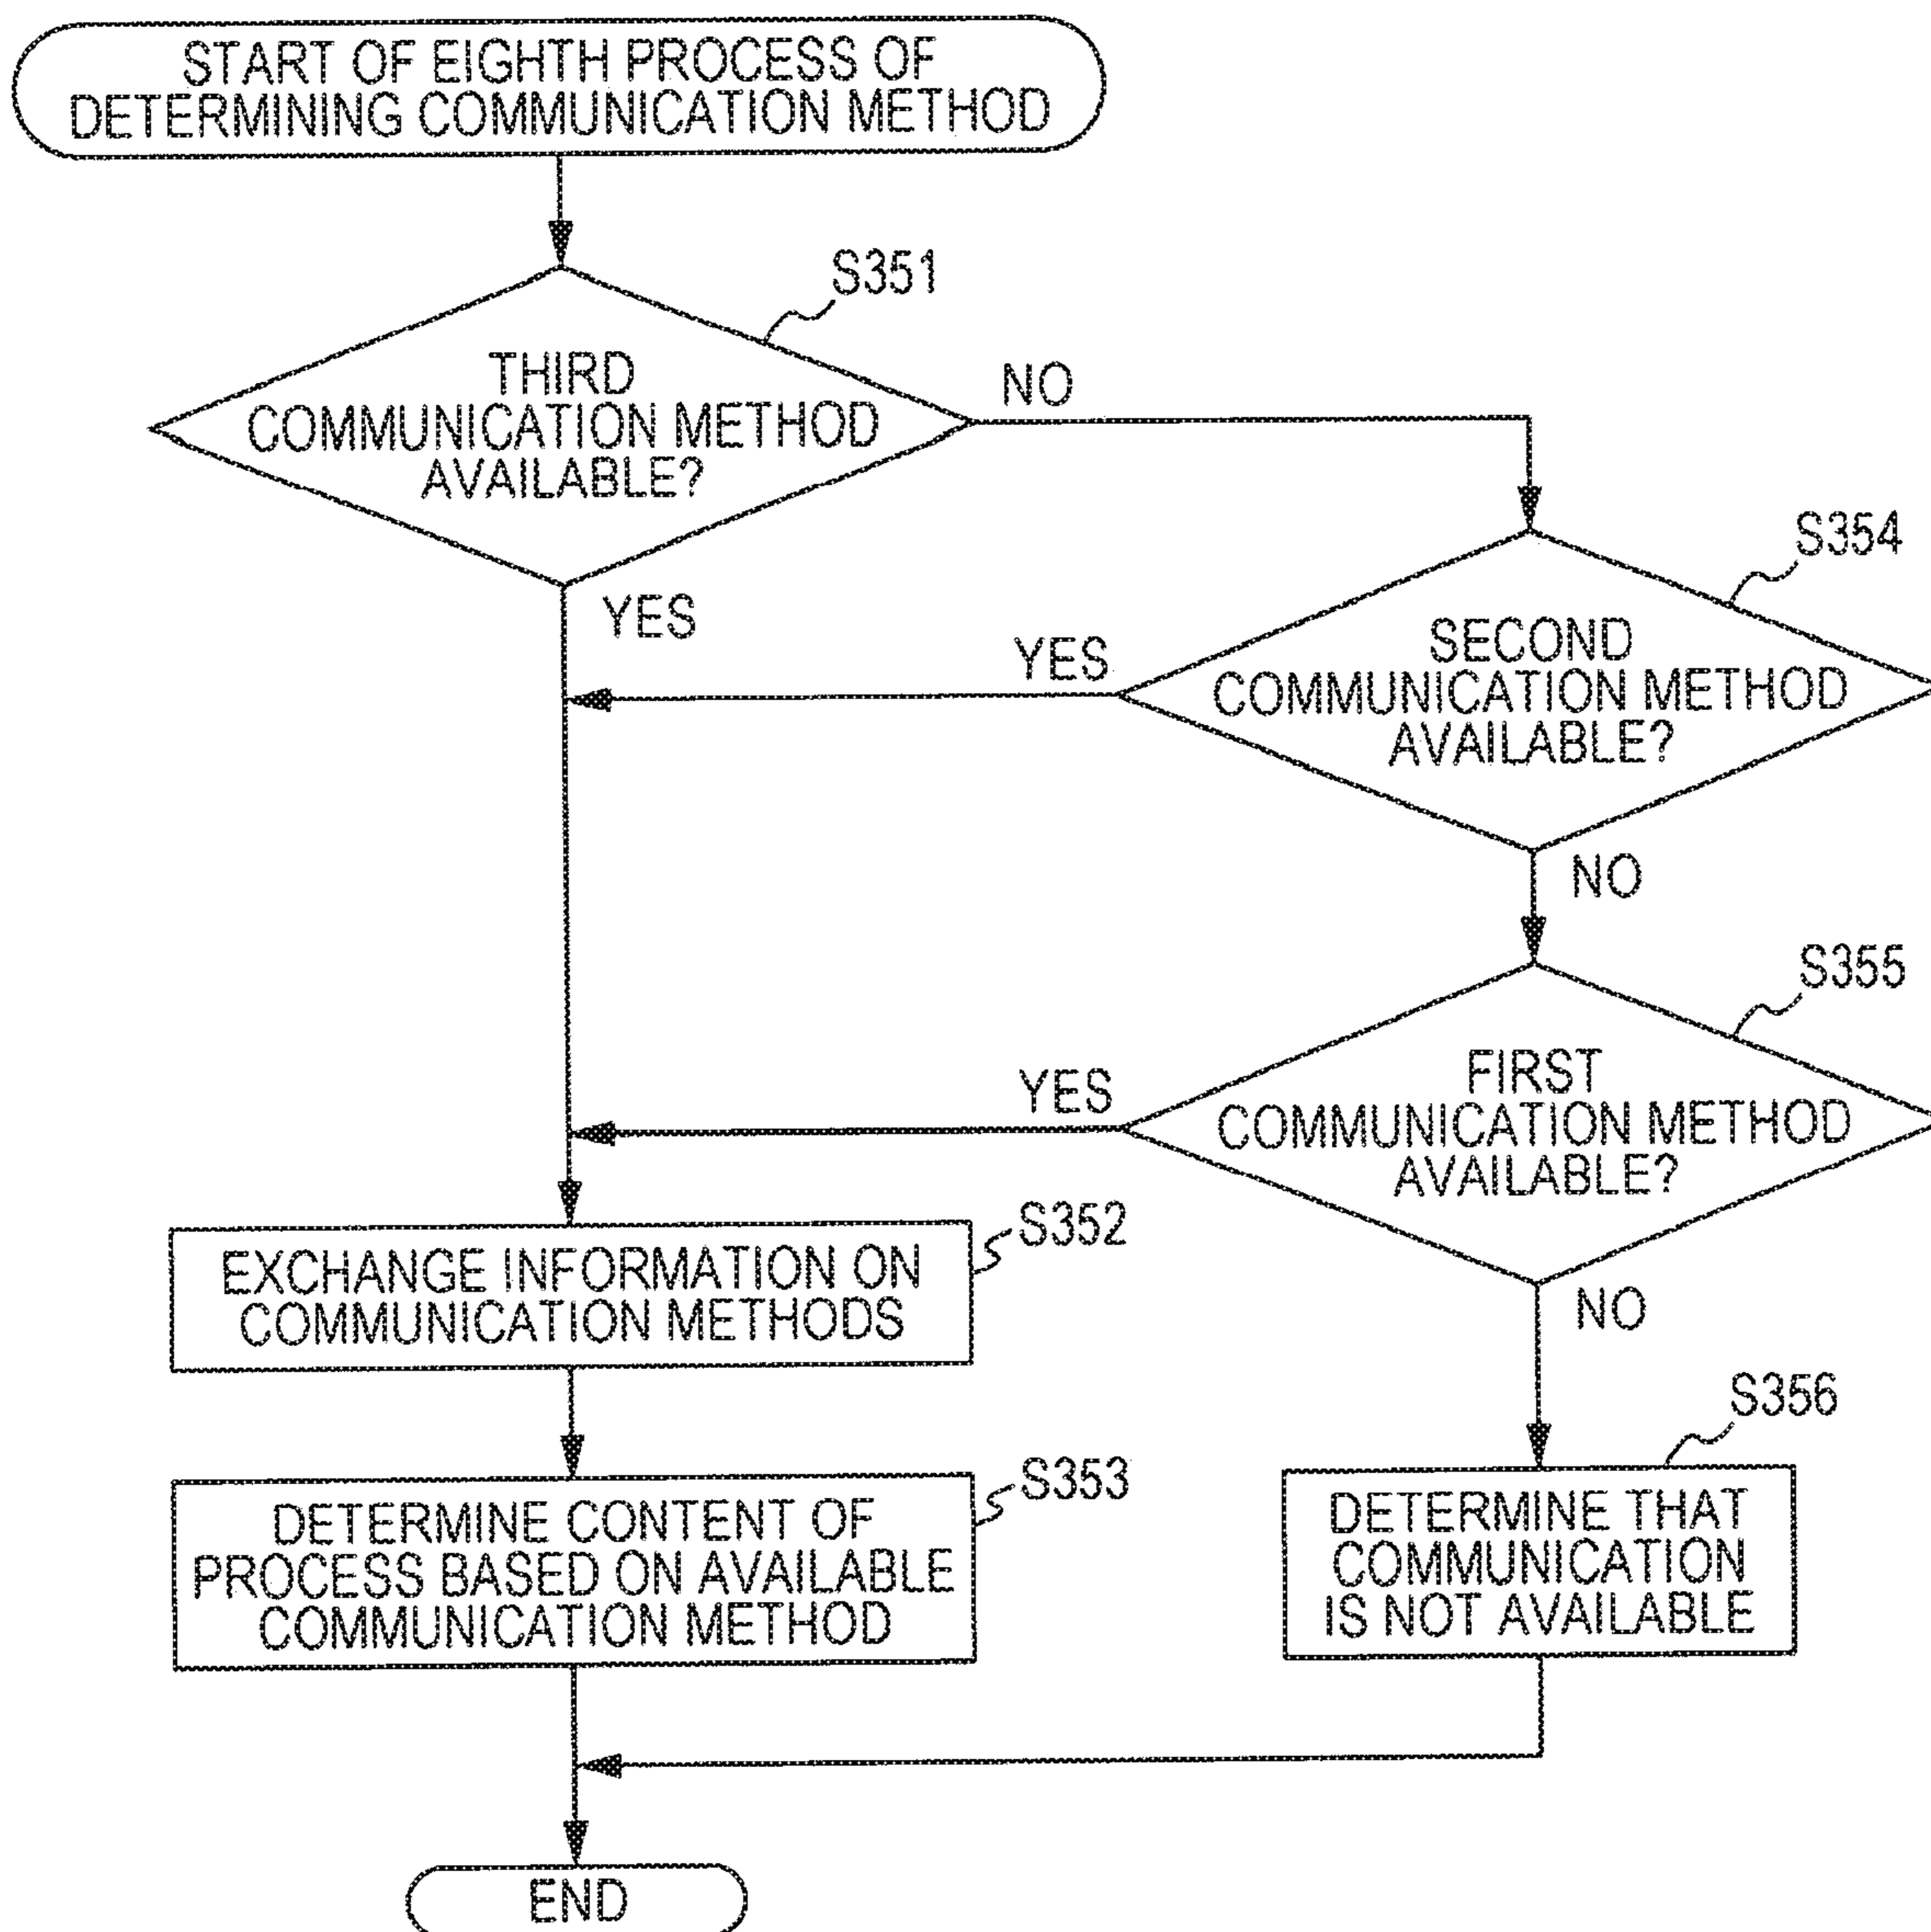 START OF EIGHTH PROCESS OF
DETERMINING COMMUNICATION METHOD
S351
THIRD
COMMUNICATION METHOD
AVAILABLE?
NO
YES
S354
SECOND
COMMUNICATION METHOD
AVAILABLE?
YES
NO
S355
FIRST
COMMUNICATION METHOD
AVAILABLE?
YES
NO
S352
EXCHANGE INFORMATION ON
COMMUNICATION METHODS
S353
DETERMINE CONTENT OF
PROCESS BASED ON AVAILABLE
COMMUNICATION METHOD
S356
DETERMINE THAT
COMMUNICATION
IS NOT AVAILABLE
END